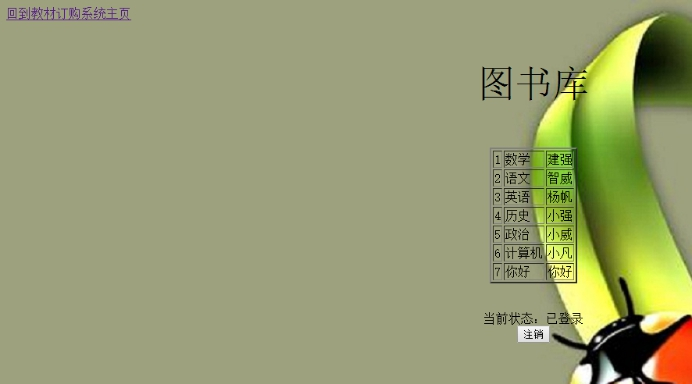 回到教材订购系统主页
图书库
1 数学 建强
2 语文 智威
3 英语 杨帆
4 历史 小强
5 政治 小威
6 计算机 小凡
7 你好 你好
当前状态：已登录
注销